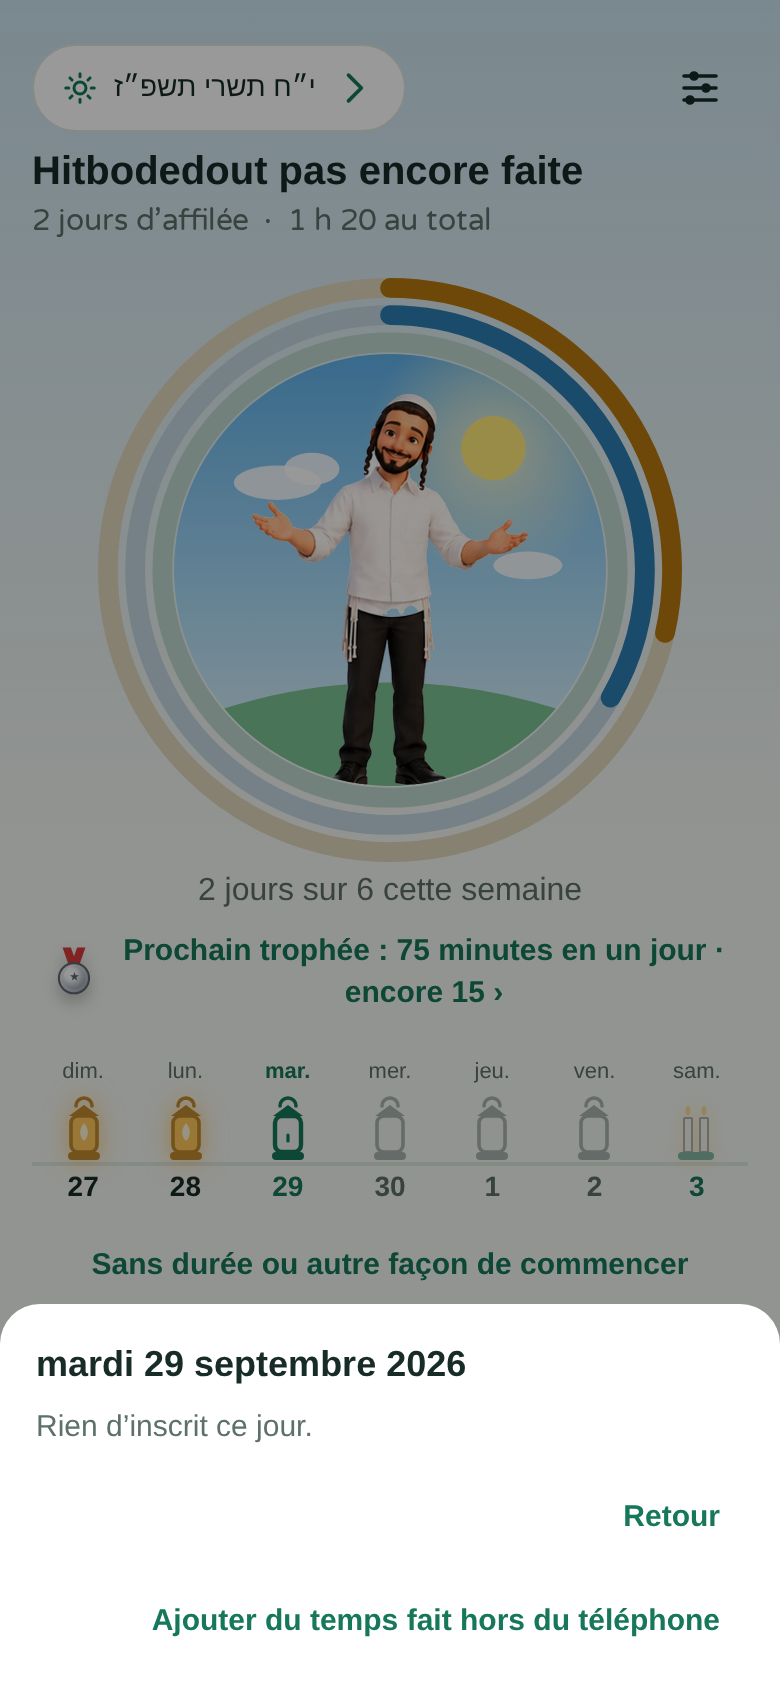 י״ח תשרי תשפ״ז
Hitbodedout pas encore faite
2 jours d’affilée · 1 h 20 au total
2 jours sur 6 cette semaine
Prochain trophée : 75 minutes en un jour ·
encore 15 ›
dim. lun. mar. mer. jeu. ven. sam.
27 28 29 30 1 2 3
Sans durée ou autre façon de commencer
mardi 29 septembre 2026
Rien d’inscrit ce jour.
Retour
Ajouter du temps fait hors du téléphone